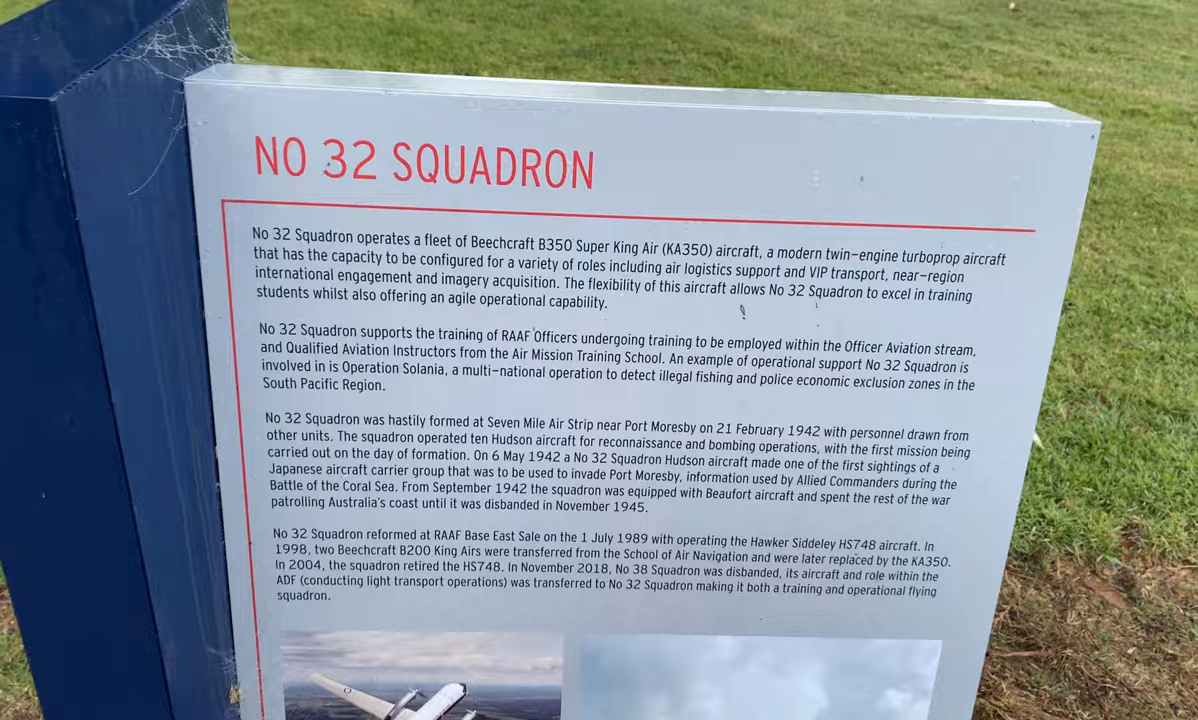 NO 32 SQUADRON
No 32 Squadron operates a fleet of Beechcraft B350 Super King Air (KA350) aircraft, a modern twin-engine turboprop aircraft
that has the capacity to be configured for a variety of roles including air logistics support and VIP transport, near-region
international engagement and imagery acquisition. The flexibility of this aircraft allows No 32 Squadron to excel in training
students whilst also offering an agile operational capability.
No 32 Squadron supports the training of RAAF Officers undergoing training to be employed within the Officer Aviation stream,
and Qualified Aviation Instructors from the Air Mission Training School. An example of operational support No 32 Squadron is
involved in is Operation Solania, a multi-national operation to detect illegal fishing and police economic exclusion zones in the
South Pacific Region.
No 32 Squadron was hastily formed at Seven Mile Air Strip near Port Moresby on 21 February 1942 with personnel drawn from
other units. The squadron operated ten Hudson aircraft for reconnaissance and bombing operations, with the first mission being
carried out on the day of formation. On 6 May 1942 a No 32 Squadron Hudson aircraft made one of the first sightings of a
Japanese aircraft carrier group that was to be used to invade Port Moresby, information used by Allied Commanders during the
Battle of the Coral Sea. From September 1942 the squadron was equipped with Beaufort aircraft and spent the rest of the war
patrolling Australia's coast until it was disbanded in November 1945.
No 32 Squadron reformed at RAAF Base East Sale on the 1 July 1989 with operating the Hawker Siddeley HS748 aircraft. In
1998, two Beechcraft B200 King Airs were transferred from the School of Air Navigation and were later replaced by the KA350.
In 2004, the squadron retired the HS748. In November 2018, No 38 Squadron was disbanded, its aircraft and role within the
ADF (conducting light transport operations) was transferred to No 32 Squadron making it both a training and operational flying
squadron.